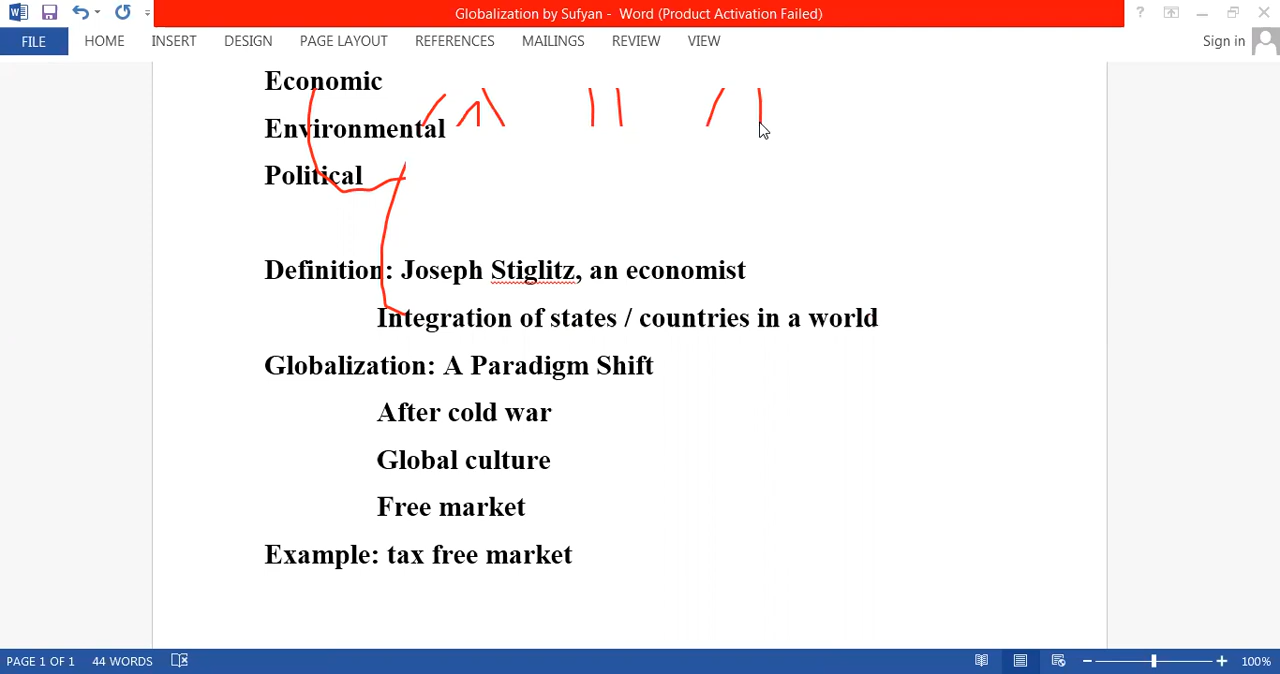 Globalization by Sufyan - Word (Product Activation Failed)
?
FILE HOME INSERT DESIGN PAGE LAYOUT REFERENCES MAILINGS REVIEW VIEW Sign in
Economic
Environmental
Political
Definition: Joseph Stiglitz, an economist
Integration of states / countries in a world
Globalization: A Paradigm Shift
After cold war
Global culture
Free market
Example: tax free market
PAGE 1 OF 1 44 WORDS 100%